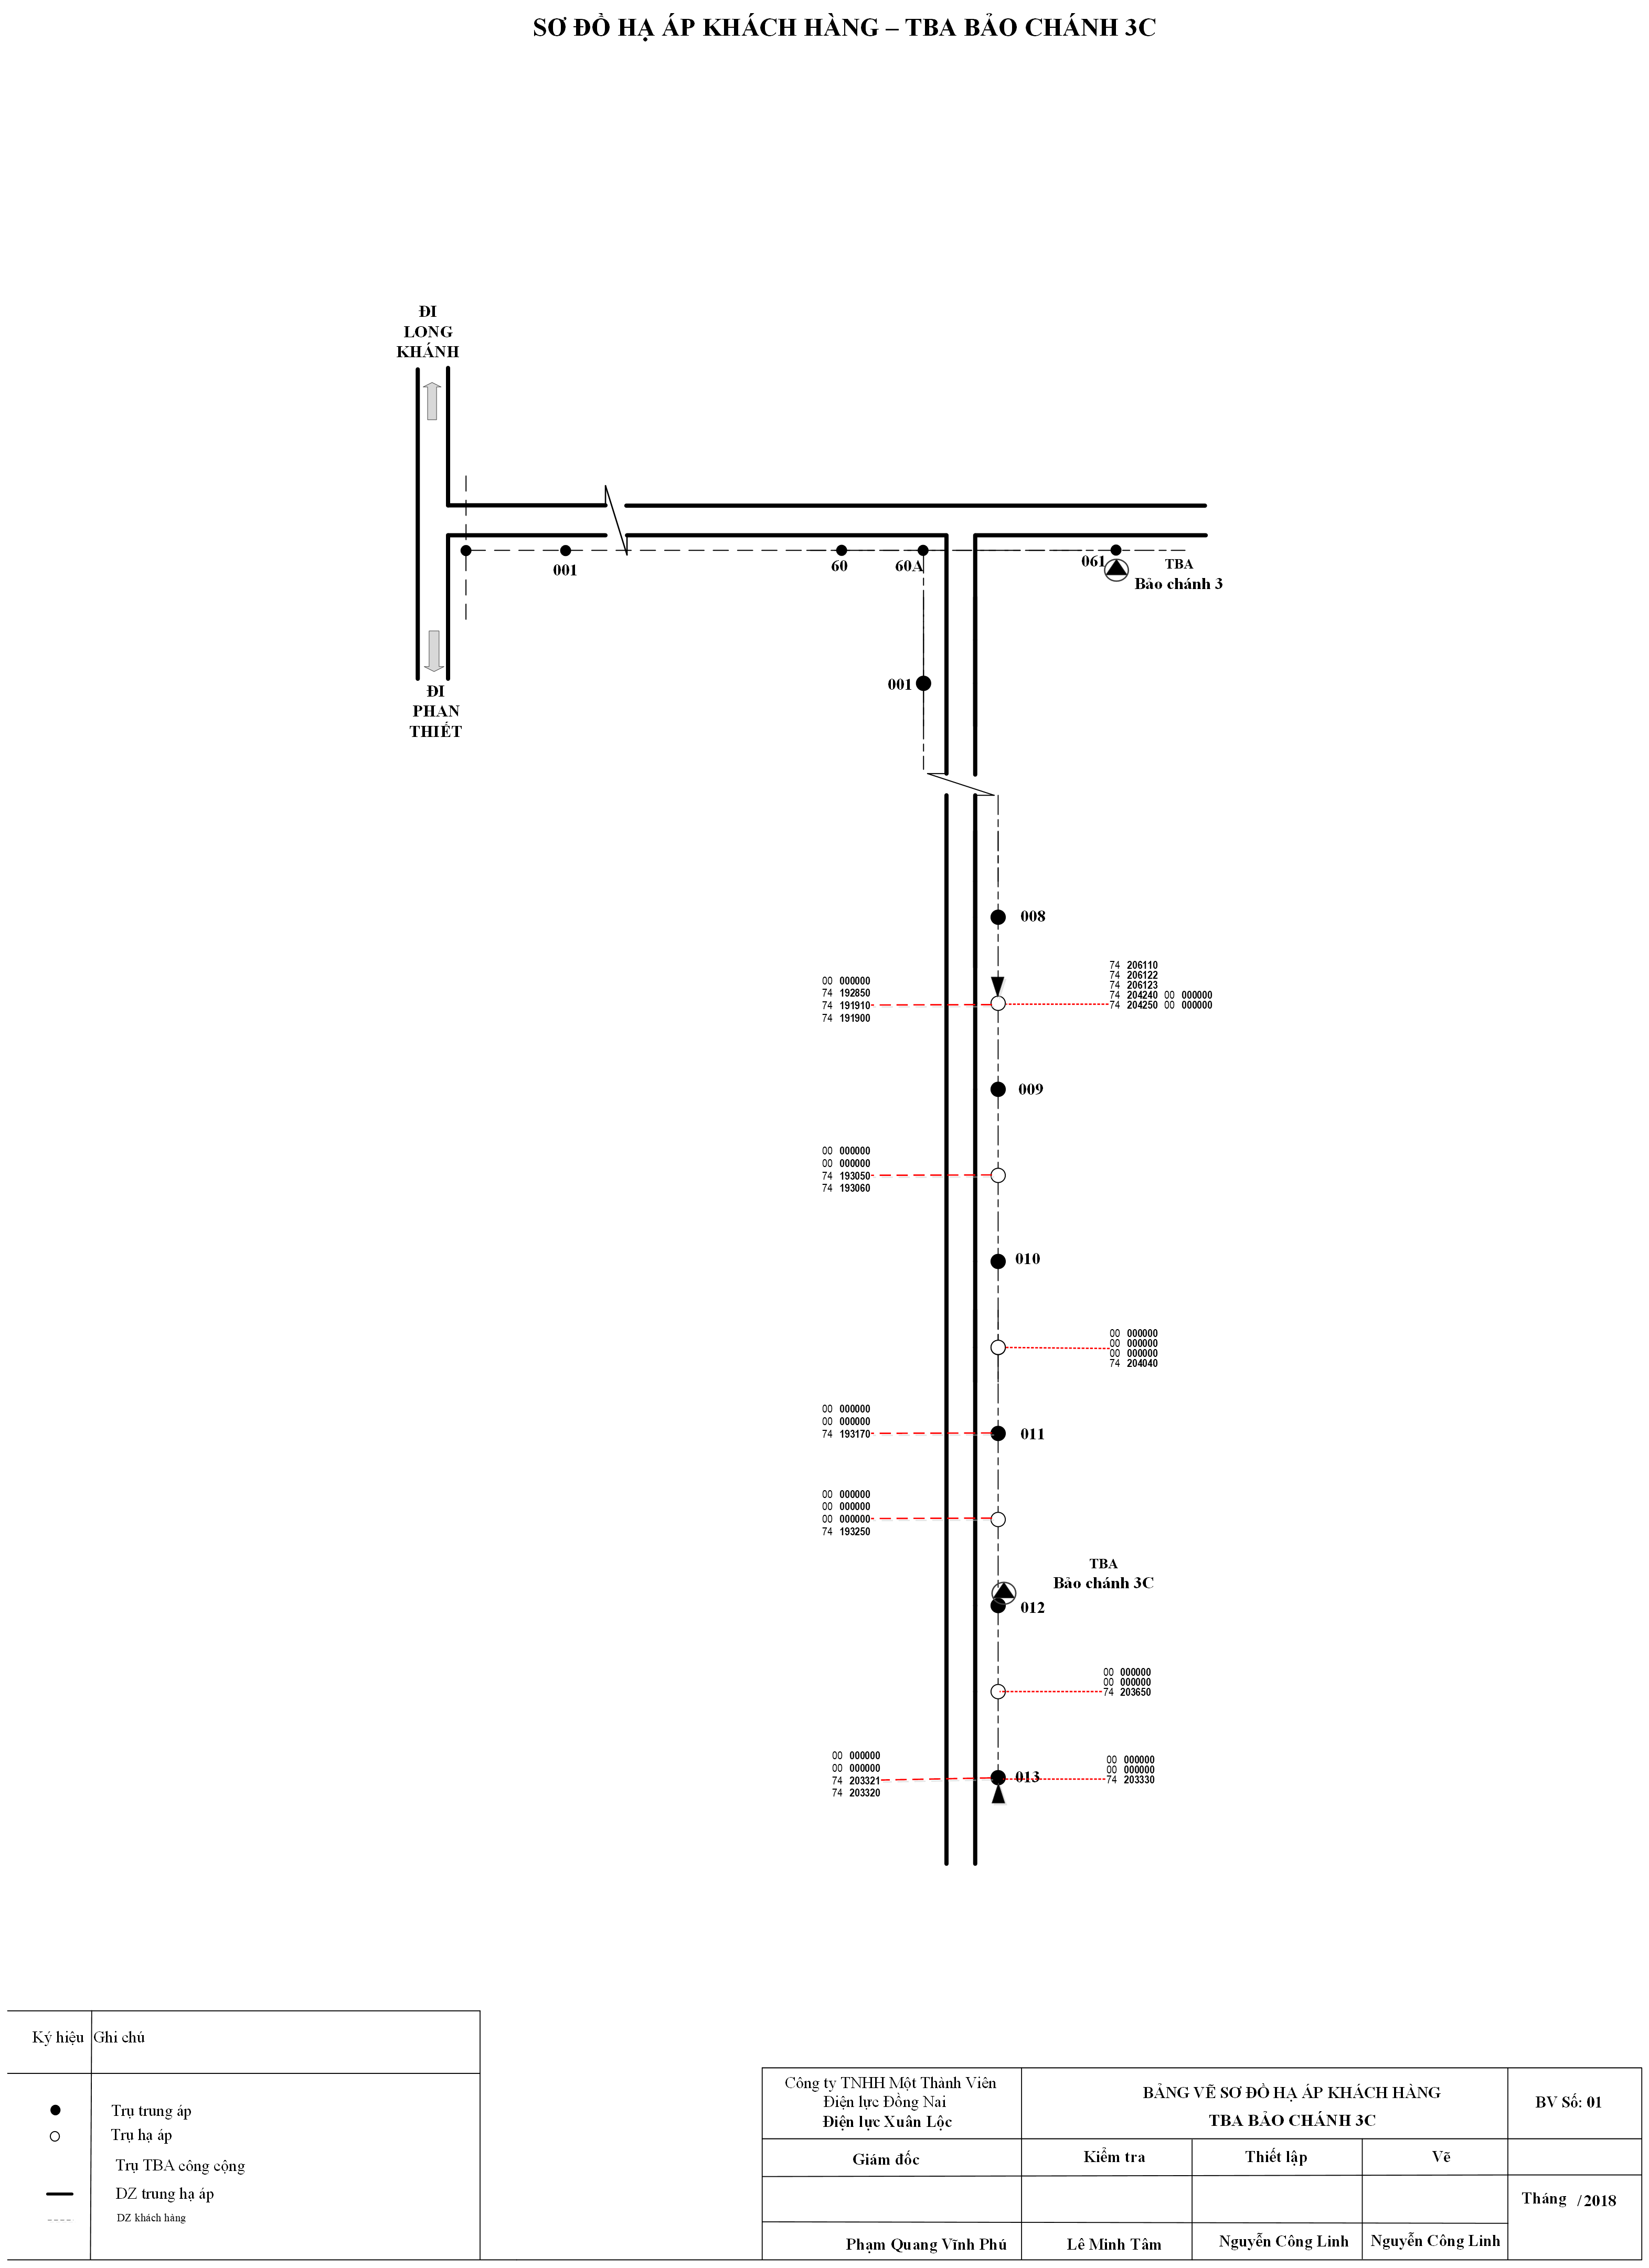 SƠ ĐỒ HẠ ÁP KHÁCH HÀNG – TBA BẢO CHÁNH 3C
ĐI
LONG
KHÁNH
001
60
60A
061
TBA
Bảo chánh 3
001
ĐI
PHAN
THIẾT
008
00 000000
74 192850
74 191910
74 191900
74 206110
74 206122
74 206123
74 204240 00 000000
74 204250 00 000000
009
00 000000
00 000000
74 193050
74 193060
010
00 000000
00 000000
00 000000
74 204040
00 000000
00 000000
74 193170
011
00 000000
00 000000
00 000000
74 193250
TBA
Bảo chánh 3C
012
00 000000
00 000000
74 203650
00 000000
00 000000
74 203321
74 203320
013
00 000000
00 000000
74 203330
Ký hiệu Ghi chú
Trụ trung áp
Trụ hạ áp
Trụ TBA công cộng
DZ trung hạ áp
DZ khách hàng
Công ty TNHH Một Thành Viên
Điện lực Đồng Nai
Điện lực Xuân Lộc
BẢNG VẼ SƠ ĐỒ HẠ ÁP KHÁCH HÀNG
TBA BẢO CHÁNH 3C
BV Số: 01
Giám đốc
Kiểm tra
Thiết lập
Vẽ
Tháng /2018
Phạm Quang Vĩnh Phú
Lê Minh Tâm
Nguyễn Công Linh
Nguyễn Công Linh